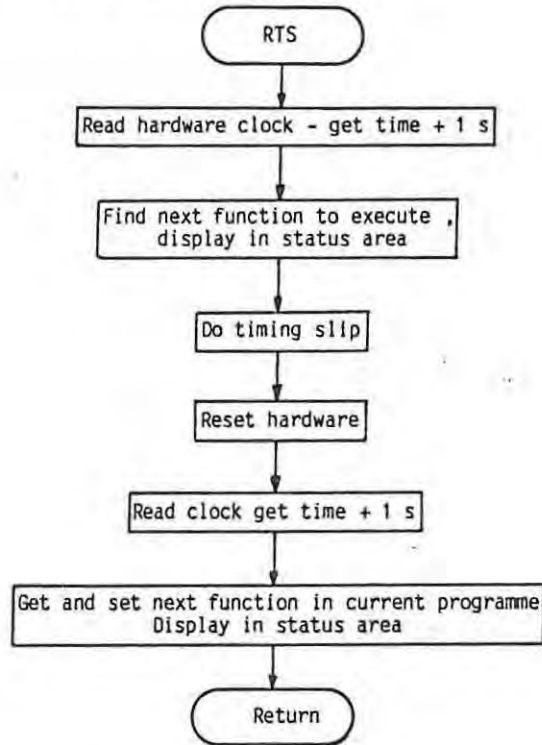 RTS
Read hardware clock - get time + 1 s
Find next function to execute ,
display in status area
Do timing slip
Reset hardware
Read clock get time + 1 s
Get and set next function in current programme
Display in status area
Return